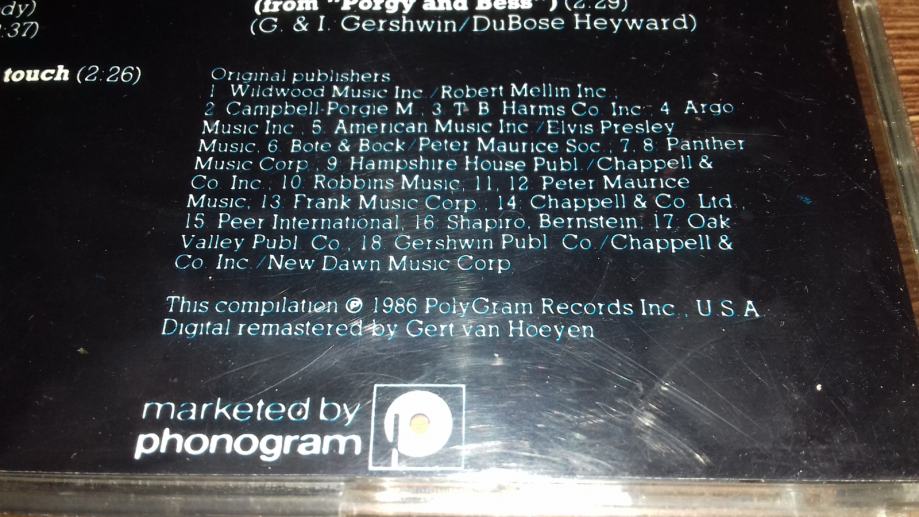 dy)
(from "Porgy and Bess") (2:29)
:37)
(G. & I. Gershwin/DuBose Heyward)
touch (2:26)
Original publishers
1 Wildwood Music Inc./Robert Mellin Inc.,
2 Campbell-Porgie M., 3 T. B. Harms Co. Inc., 4. Argo
Music Inc., 5. American Music Inc./Elvis Presley
Music, 6. Bote & Bock/Peter Maurice Soc., 7, 8. Panther
Music Corp., 9. Hampshire House Publ./Chappell &
Co. Inc., 10. Robbins Music, 11, 12. Peter Maurice
Music, 13. Frank Music Corp., 14. Chappell & Co. Ltd.,
15. Peer International, 16. Shapiro, Bernstein, 17. Oak
Valley Publ. Co., 18. Gershwin Publ. Co./Chappell &
Co. Inc./New Dawn Music Corp.
This compilation ℗ 1986 PolyGram Records Inc., U.S.A.
Digital remastered by Gert van Hoeyen
marketed by
phonogram